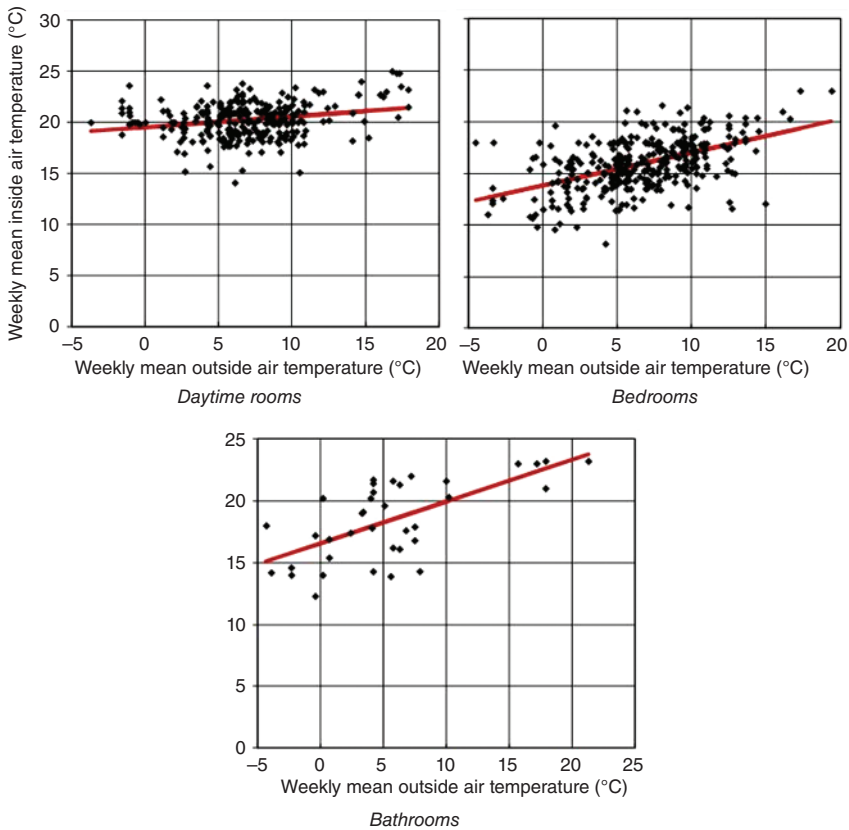 Weekly mean inside air temperature (°C)
30
25
20
15
10
5
0
–5 0 5 10 15 20
Weekly mean outside air temperature (°C)
Daytime rooms
–5 0 5 10 15 20
Weekly mean outside air temperature (°C)
Bedrooms
25
20
15
10
5
0
–5 0 5 10 15 20 25
Weekly mean outside air temperature (°C)
Bathrooms